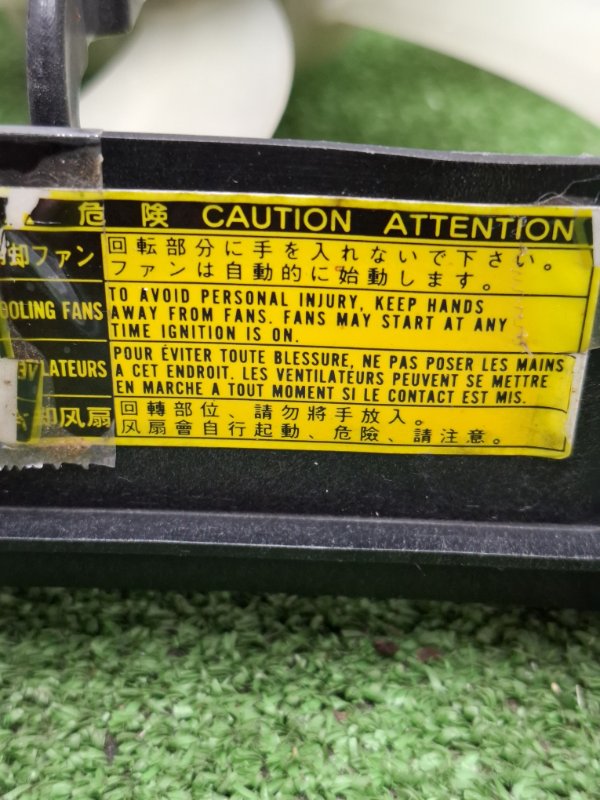 危険 CAUTION ATTENTION
却ファン
回転部分に手を入れないで下さい。
ファンは自動的に始動します。
OOLING FANS
TO AVOID PERSONAL INJURY, KEEP HANDS
AWAY FROM FANS. FANS MAY START AT ANY
TIME IGNITION IS ON.
LATEURS
POUR ÉVITER TOUTE BLESSURE, NE PAS POSER LES MAINS
A CET ENDROIT. LES VENTILATEURS PEUVENT SE METTRE
EN MARCHE A TOUT MOMENT SI LE CONTACT EST MIS.
却风扇
回轉部位、請勿將手放入。
风扇會自行起動、危險、請注意。